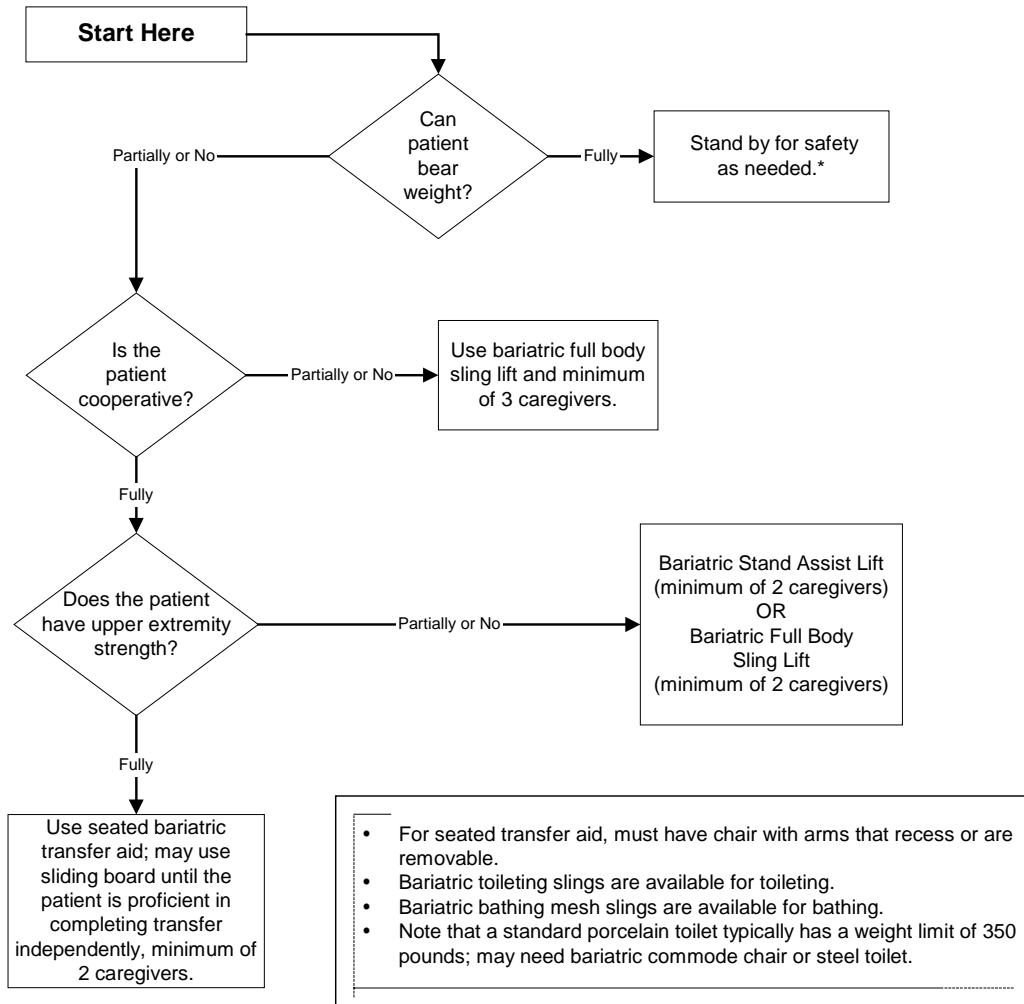 Start Here
Can
patient
bear
weight?
Partially or No
Fully
Stand by for safety
as needed.*
Is the
patient
cooperative?
Partially or No
Use bariatric full body
sling lift and minimum
of 3 caregivers.
Fully
Does the patient
have upper extremity
strength?
Partially or No
Bariatric Stand Assist Lift
(minimum of 2 caregivers)
OR
Bariatric Full Body
Sling Lift
(minimum of 2 caregivers)
Fully
Use seated bariatric
transfer aid; may use
sliding board until the
patient is proficient in
completing transfer
independently, minimum of
2 caregivers.
• For seated transfer aid, must have chair with arms that recess or are
removable.
• Bariatric toileting slings are available for toileting.
• Bariatric bathing mesh slings are available for bathing.
• Note that a standard porcelain toilet typically has a weight limit of 350
pounds; may need bariatric commode chair or steel toilet.